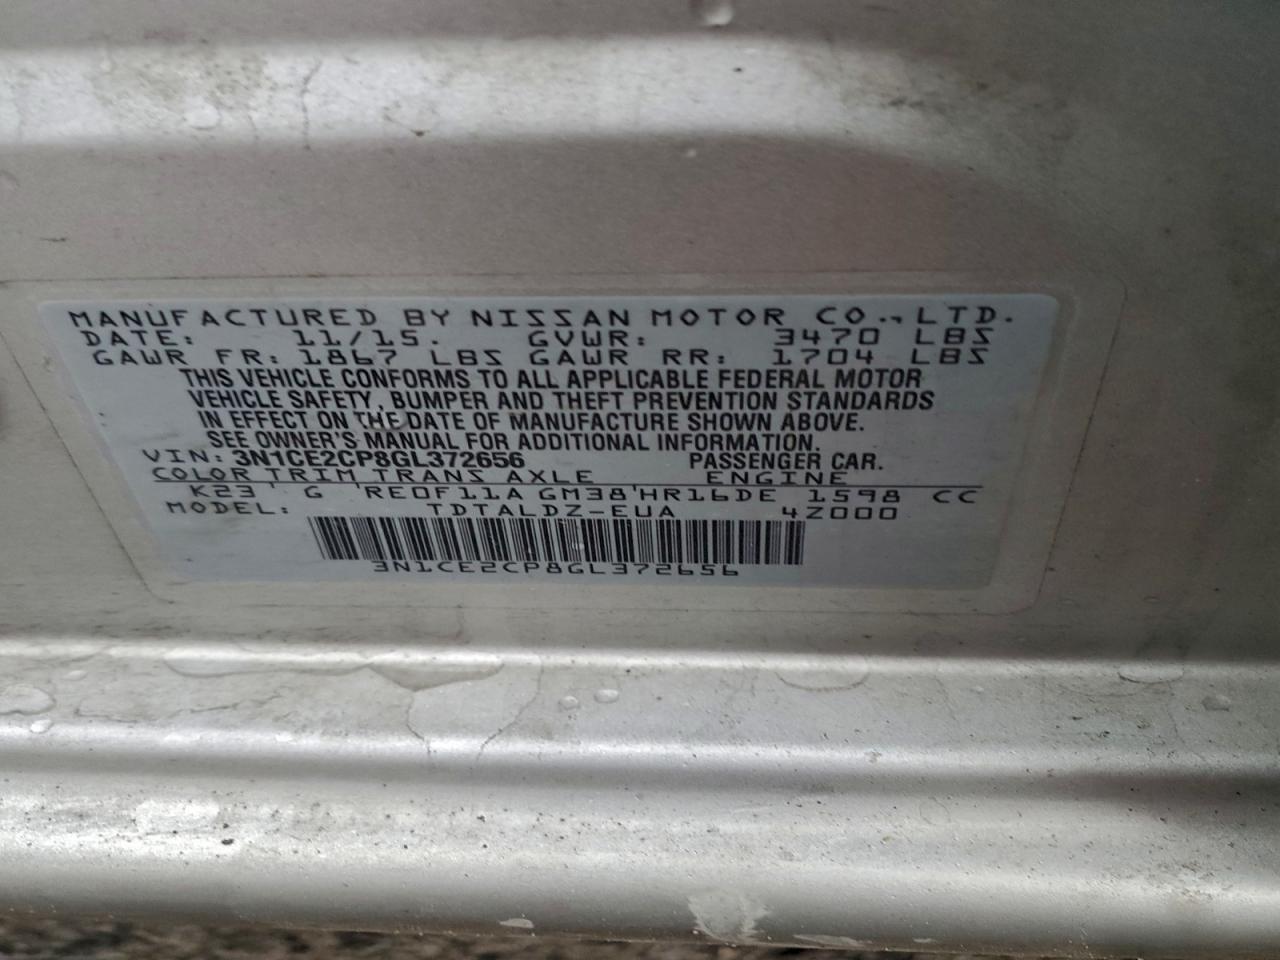 MANUFACTURED BY NISSAN MOTOR CO., LTD.
DATE: 11/15. GVWR: 3470 LBS
GAWR FR: 1867 LBS GAWR RR: 1704 LBS
THIS VEHICLE CONFORMS TO ALL APPLICABLE FEDERAL MOTOR
VEHICLE SAFETY, BUMPER AND THEFT PREVENTION STANDARDS
IN EFFECT ON THE DATE OF MANUFACTURE SHOWN ABOVE.
SEE OWNER'S MANUAL FOR ADDITIONAL INFORMATION.
VIN: 3N1CE2CP8GL372656 PASSENGER CAR.
COLOR TRIM TRANS AXLE ENGINE
K23 G RE0F11A GM38 HR16DE 1598 CC
MODEL: TDTALDZ-EUA 4Z000
3N1CE2CP8GL372656